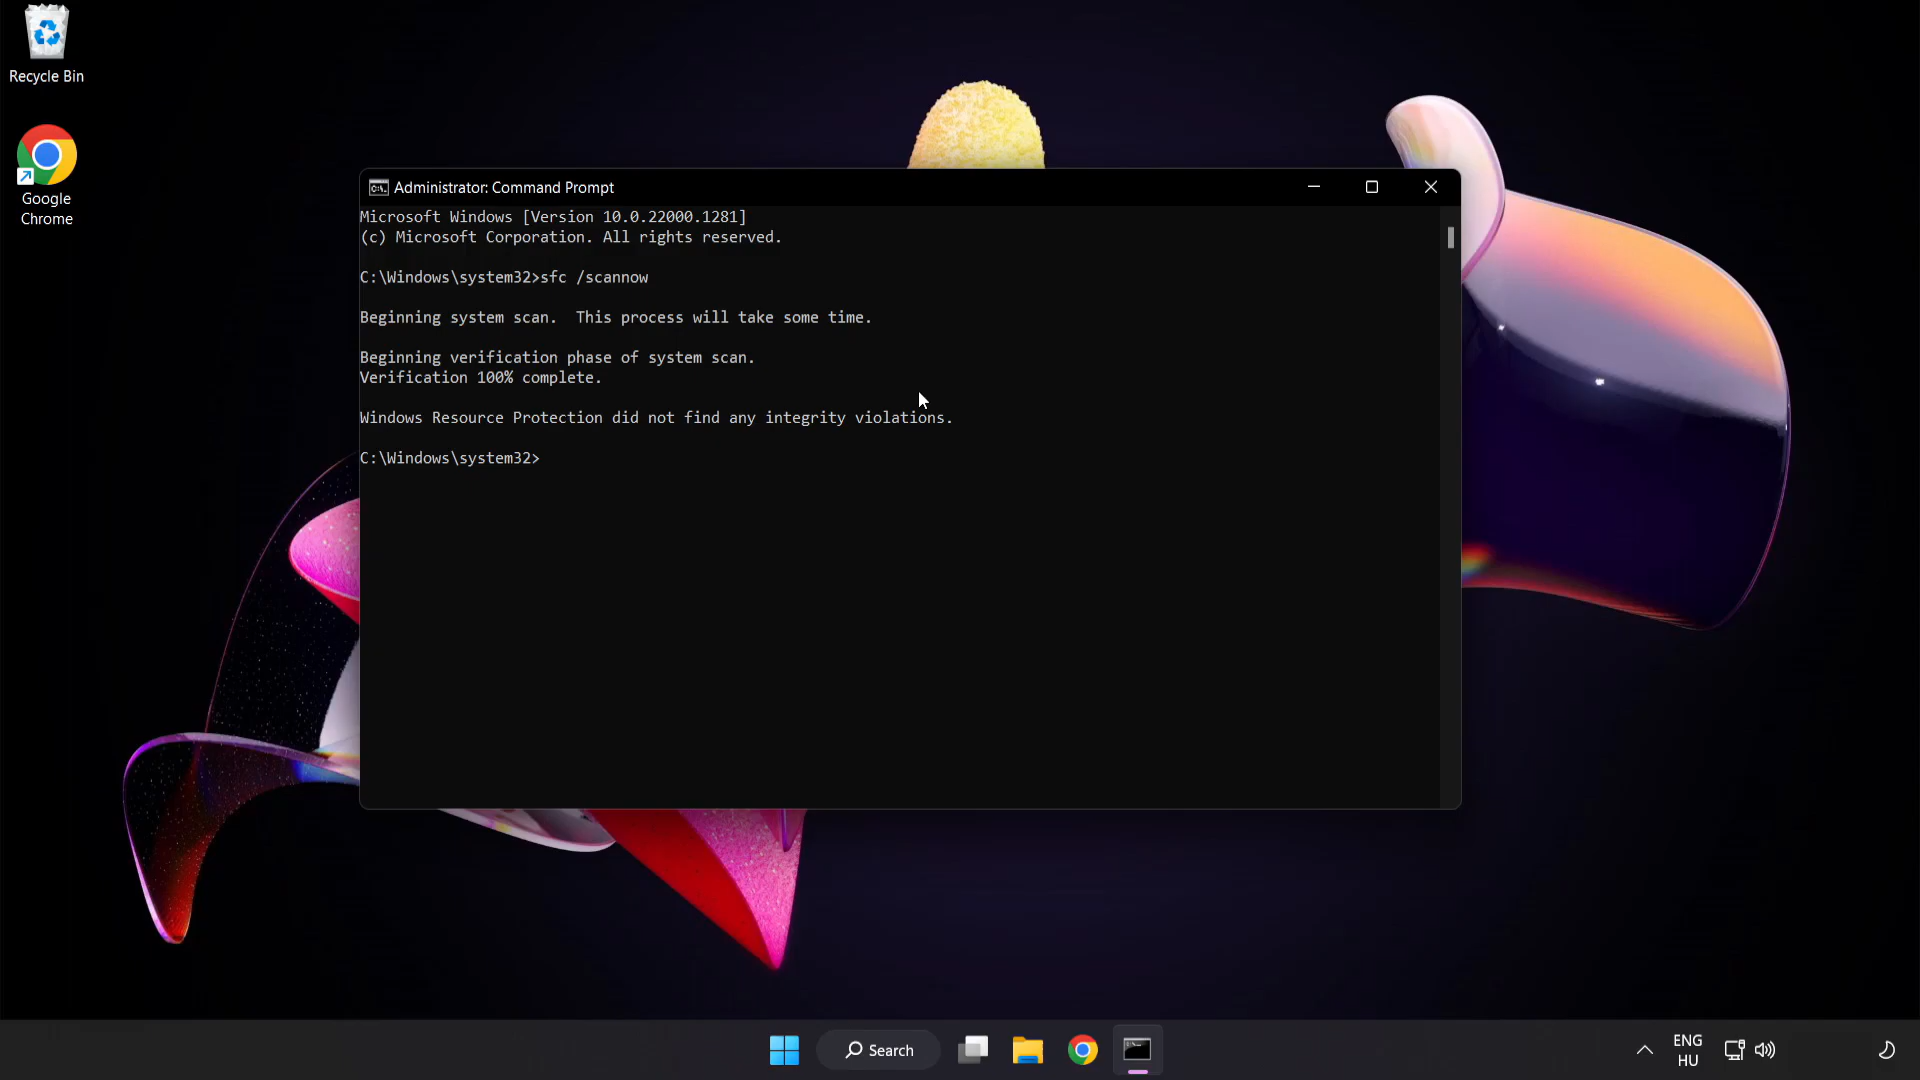 Recycle Bin
Google
Chrome
Administrator: Command Prompt
Microsoft Windows [Version 10.0.22000.1281]
(c) Microsoft Corporation. All rights reserved.
C:\Windows\system32>sfc /scannow
Beginning system scan.  This process will take some time.
Beginning verification phase of system scan.
Verification 100% complete.
Windows Resource Protection did not find any integrity violations.
C:\Windows\system32>
Search
ENG
HU